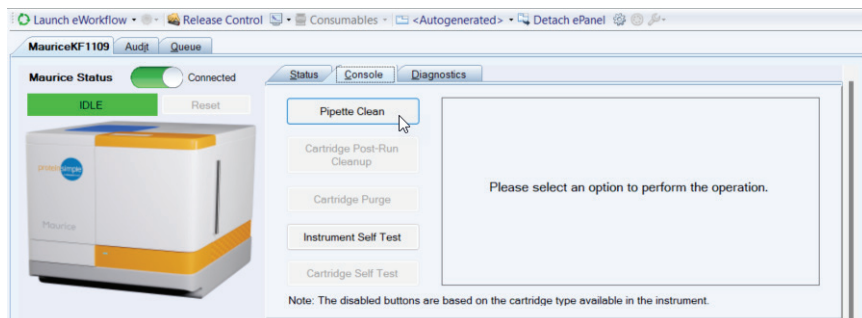 Launch eWorkflow Release Control Consumables <Autogenerated> Detach ePanel
MauriceKF1109 Audit Queue
Maurice Status Connected
Status Console Diagnostics
IDLE Reset
Pipette Clean
Cartridge Post-Run
Cleanup
Please select an option to perform the operation.
Cartridge Purge
simple
Maurice
Instrument Self Test
Cartridge Self Test
Note: The disabled buttons are based on the cartridge type available in the instrument.